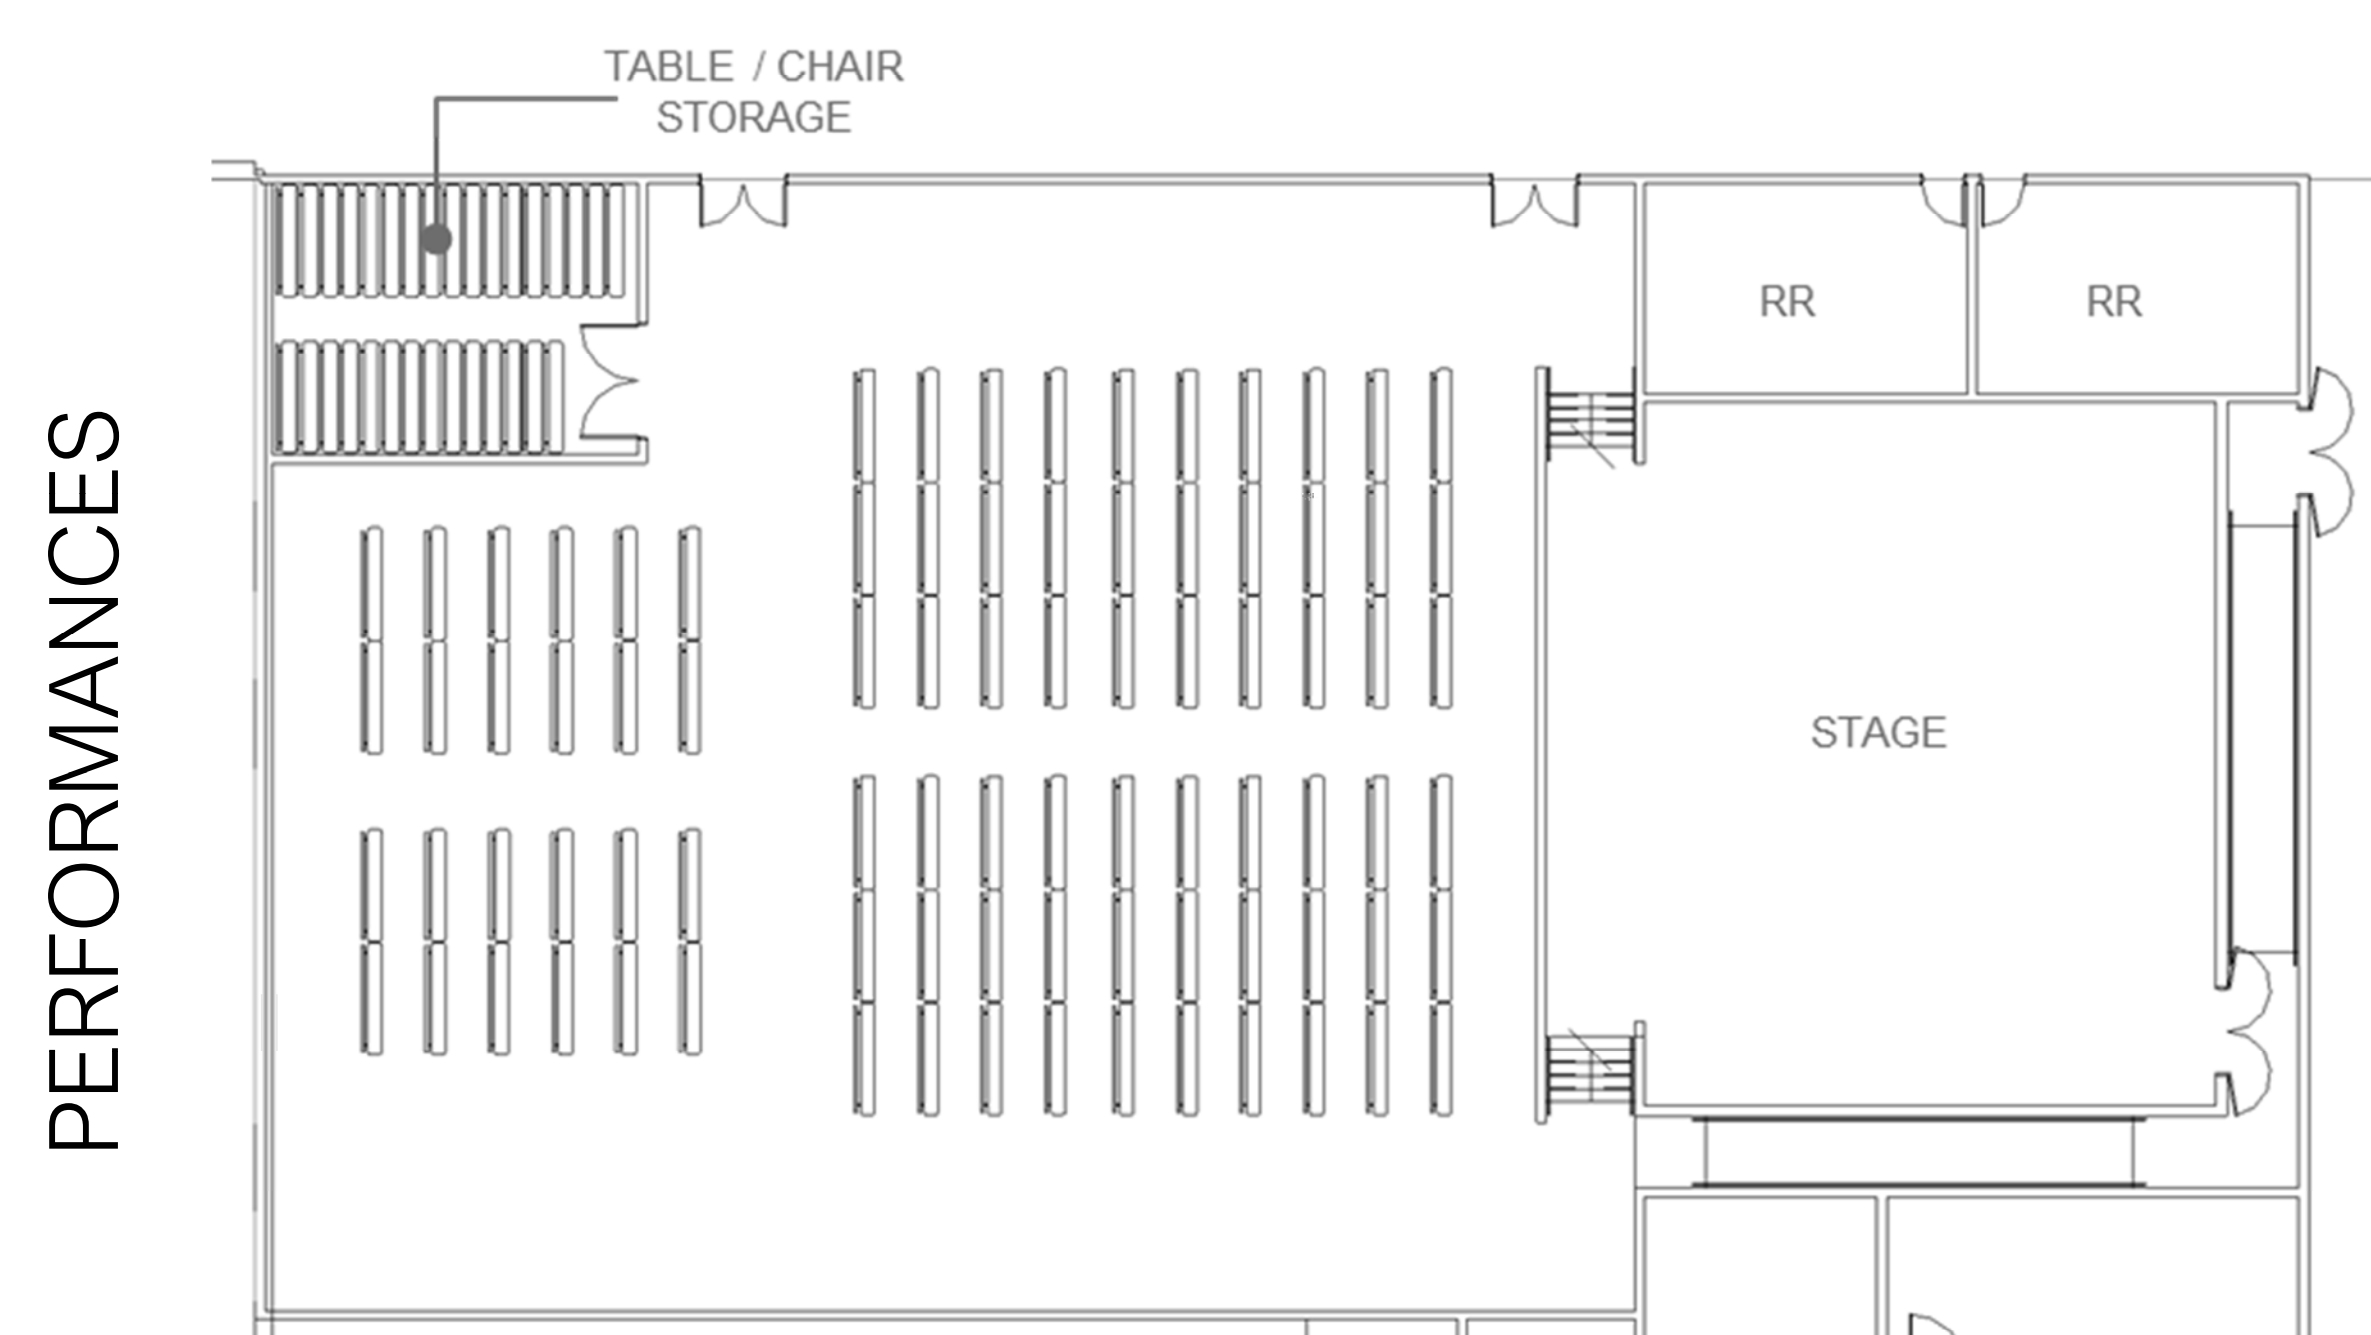 TABLE / CHAIR
STORAGE
RR
RR
STAGE
PERFORMANCES